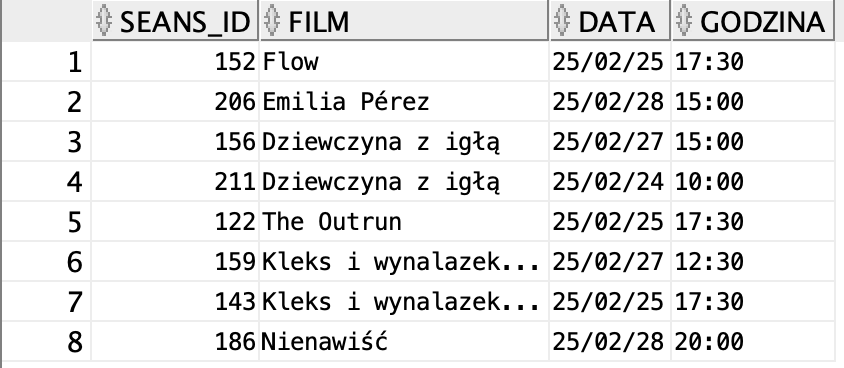 SEANS_ID FILM DATA GODZINA
1 152 Flow 25/02/25 17:30
2 206 Emilia Pérez 25/02/28 15:00
3 156 Dziewczyna z igłą 25/02/27 15:00
4 211 Dziewczyna z igłą 25/02/24 10:00
5 122 The Outrun 25/02/25 17:30
6 159 Kleks i wynalazek... 25/02/27 12:30
7 143 Kleks i wynalazek... 25/02/25 17:30
8 186 Nienawiść 25/02/28 20:00